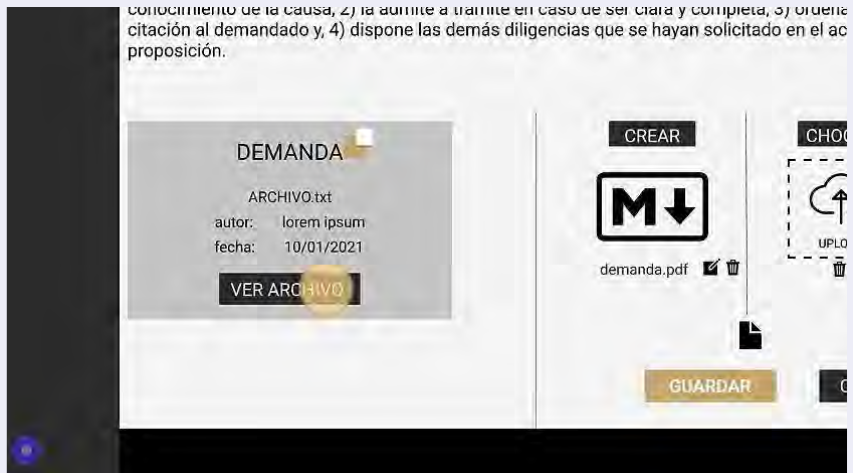 conocimiento de la causa, 2) la admite a trámite en caso de ser clara y completa, 3) ordena
citación al demandado y, 4) dispone las demás diligencias que se hayan solicitado en el ac
proposición.
DEMANDA
ARCHIVO.txt
autor: lorem ipsum
fecha: 10/01/2021
VER ARCHIVO
CREAR
CHOO
M
demanda.pdf
UPLO
GUARDAR